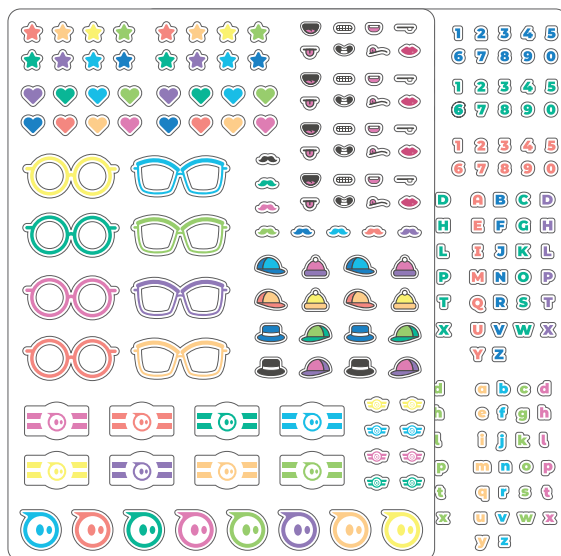 1 2 3 4 5
6 7 8 9 0
1 2 3 4 5
6 7 8 9 0
1 2 3 4 5
6 7 8 9 0
D A B C D
H E F G H
L I J K L
P M N O P
T Q R S T
X U V W X
Y Z
d a b c d
h e f g h
l i j k l
p m n o p
t q r s t
x u v w x
y z